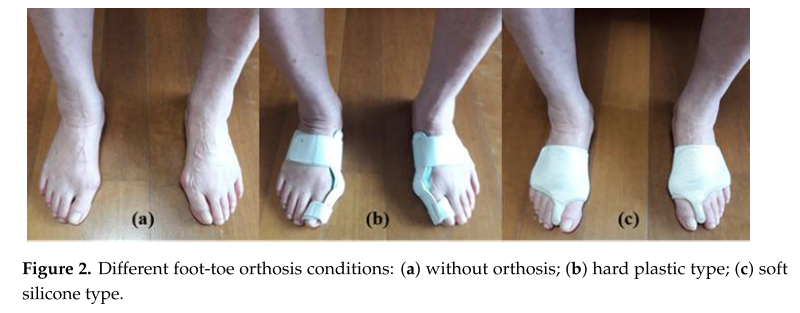 (a) (b) (c)
Figure 2. Different foot-toe orthosis conditions: (a) without orthosis; (b) hard plastic type; (c) soft
silicone type.